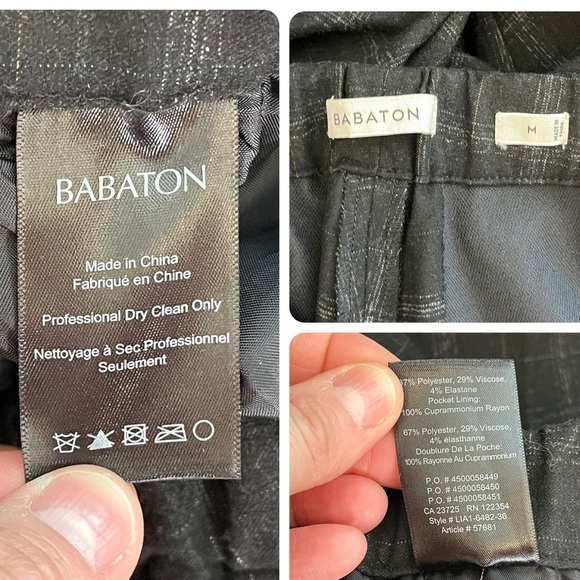 BABATON
Made in China
Fabriqué en Chine
Professional Dry Clean Only
Nettoyage à Sec Professionnel
Seulement
BABATON
M
MADE IN
67% Polyester, 29% Viscose,
4% Elastane
Pocket Lining:
100% Cuprammonium Rayon
67% Polyester, 29% Viscose,
4% élasthanne
Doublure De La Poche:
100% Rayonne Au Cuprammonium
P.O. #4500058449
P.O. #4500058450
P.O. #4500058451
CA 23725 RN 122354
Style # LIA1-6482-36
Article # 57681